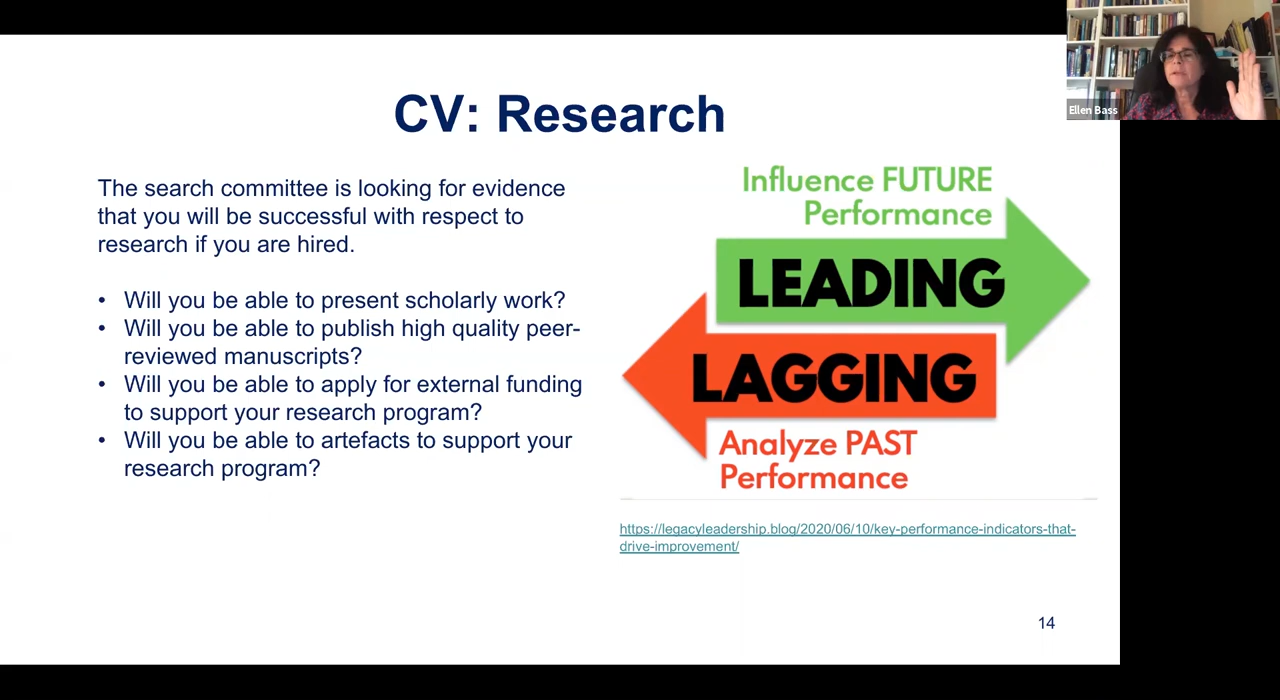 CV: Research
The search committee is looking for evidence
that you will be successful with respect to
research if you are hired.
• Will you be able to present scholarly work?
• Will you be able to publish high quality peer-
reviewed manuscripts?
• Will you be able to apply for external funding
to support your research program?
• Will you be able to artefacts to support your
research program?
Influence FUTURE
Performance
LEADING
LAGGING
Analyze PAST
Performance
https://legacyleadership.blog/2020/06/10/key-performance-indicators-that-
drive-improvement/
14
Ellen Bass